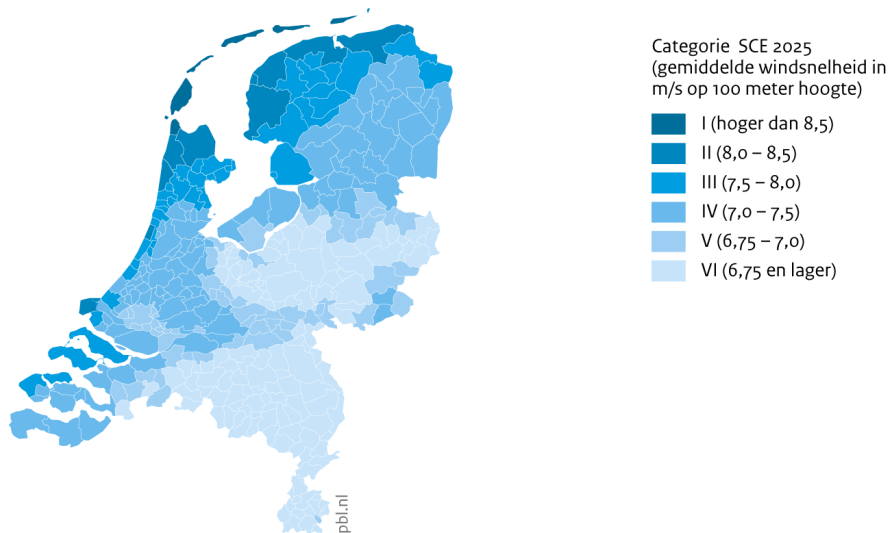 Categorie SCE 2025
(gemiddelde windsnelheid in
m/s op 100 meter hoogte)
I (hoger dan 8,5)
II (8,0 – 8,5)
III (7,5 – 8,0)
IV (7,0 – 7,5)
V (6,75 – 7,0)
VI (6,75 en lager)
pbl.nl